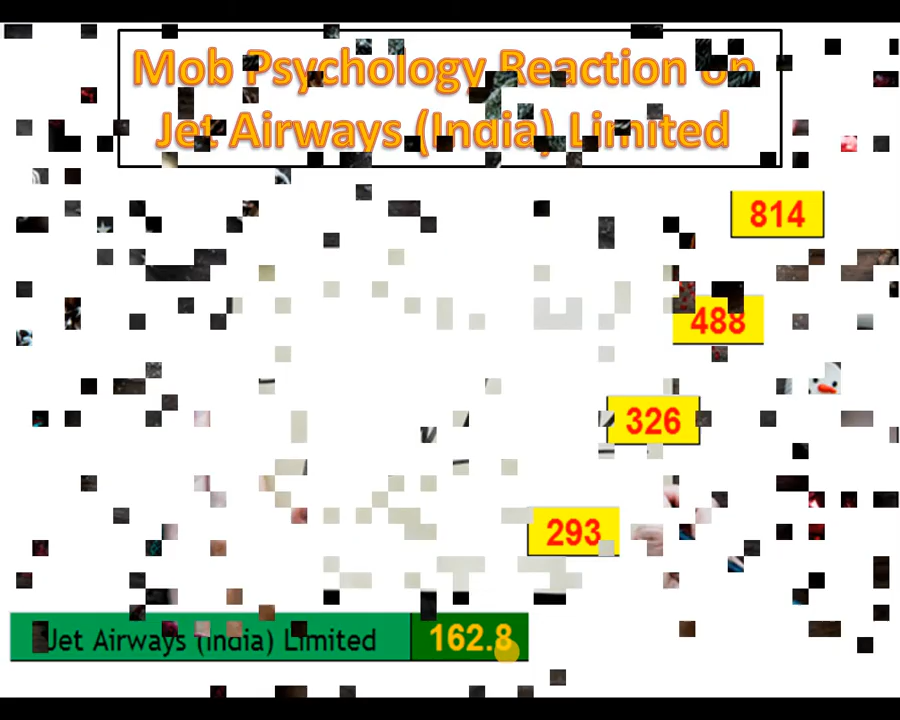 Mob Psychology Reaction on
Jet Airways (India) Limited
814
488
326
293
Jet Airways (India) Limited 162.8